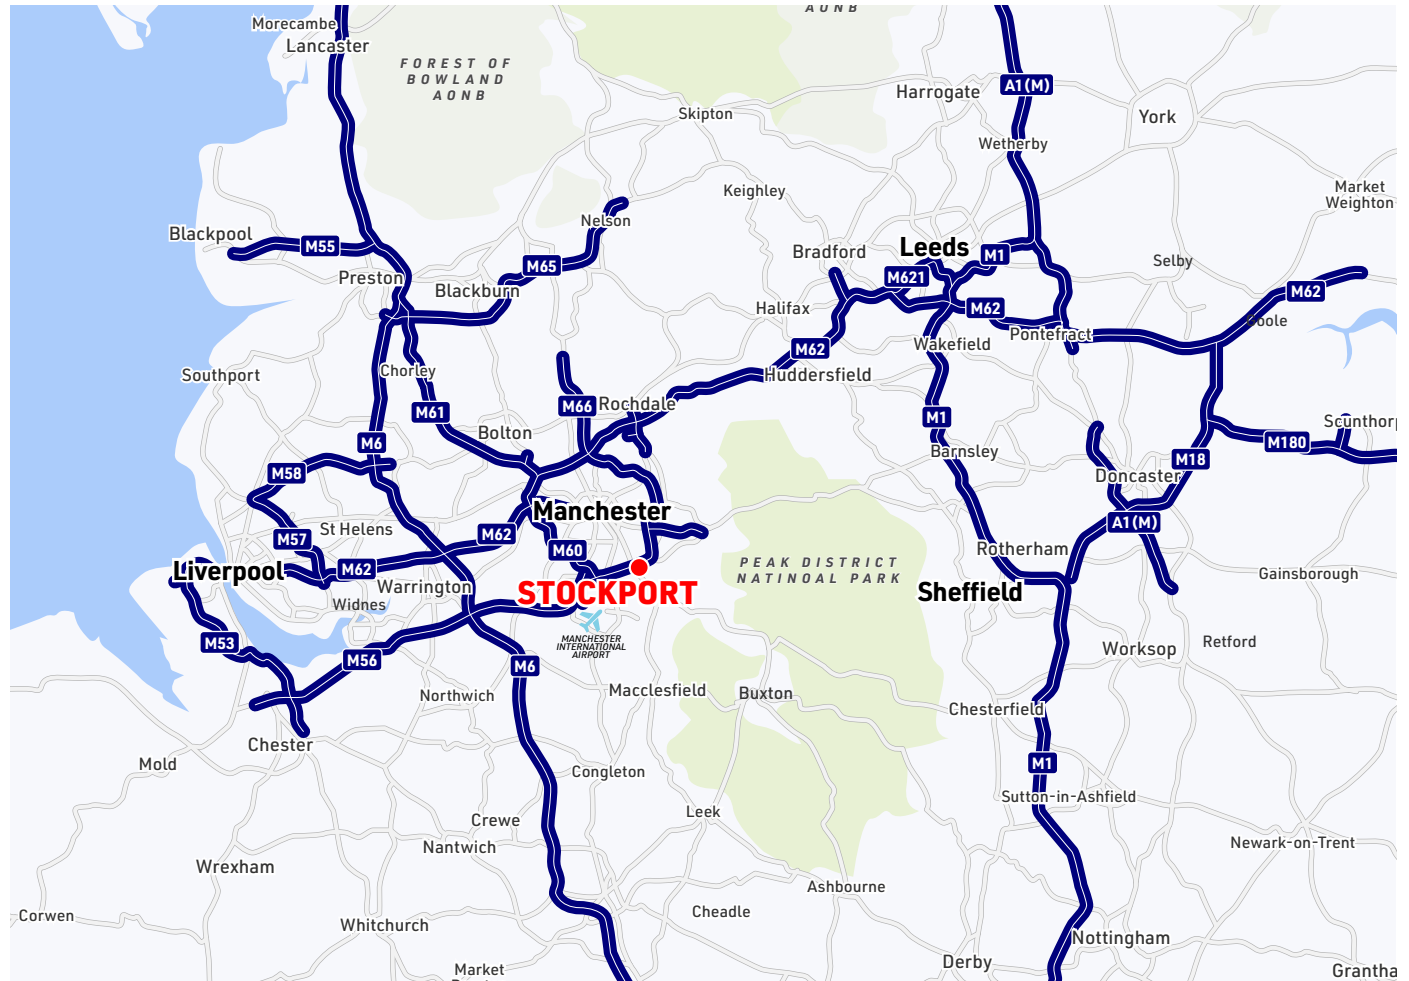 AONB
Morecambe
Lancaster
FOREST OF
BOWLAND
AONB
A1(M)
Harrogate
Skipton
York
Wetherby
Keighley
Market
Weighton
Nelson
Blackpool
M55
Bradford
Leeds
M1
Selby
M65
Preston
M621
Blackburn
M62
Halifax
M62
Goole
Pontefract
Wakefield
M62
Southport
Chorley
Huddersfield
M66
Rochdale
M61
M1
Bolton
M6
M180
Barnsley
M18
M58
Doncaster
Manchester
A1(M)
St Helens
M62
M57
M60
Rotherham
PEAK DISTRICT
NATINOAL PARK
Liverpool
M62
Gainsborough
Warrington
STOCKPORT
Sheffield
Widnes
MANCHESTER
INTERNATIONAL
AIRPORT
M53
Retford
Worksop
M56
M6
Northwich
Macclesfield
Buxton
Chesterfield
Chester
Mold
M1
Congleton
Sutton-in-Ashfield
Leek
Crewe
Nantwich
Newark-on-Trent
Wrexham
Ashbourne
Corwen
Cheadle
Whitchurch
Nottingham
Derby
Market